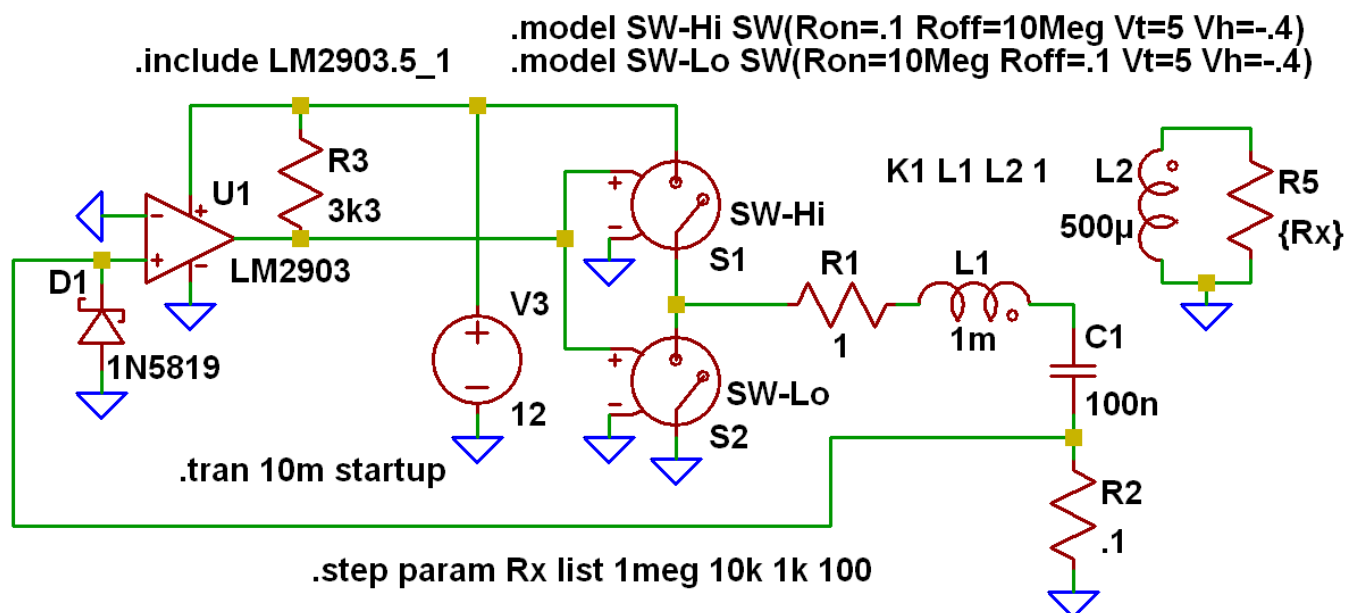 .model SW-Hi SW(Ron=.1 Roff=10Meg Vt=5 Vh=-.4)
.include LM2903.5_1
.model SW-Lo SW(Ron=10Meg Roff=.1 Vt=5 Vh=-.4)
R3
3k3
U1
LM2903
D1
1N5819
V3
12
SW-Hi
S1
SW-Lo
S2
K1 L1 L2 1
L2
500µ
R5
{Rx}
R1
1
L1
1m
C1
100n
R2
.1
.tran 10m startup
.step param Rx list 1meg 10k 1k 100